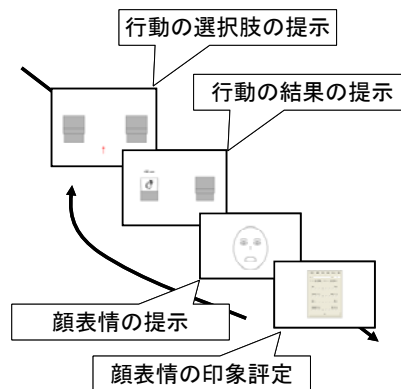 行動の選択肢の提示
行動の結果の提示
顔表情の提示
顔表情の印象評定